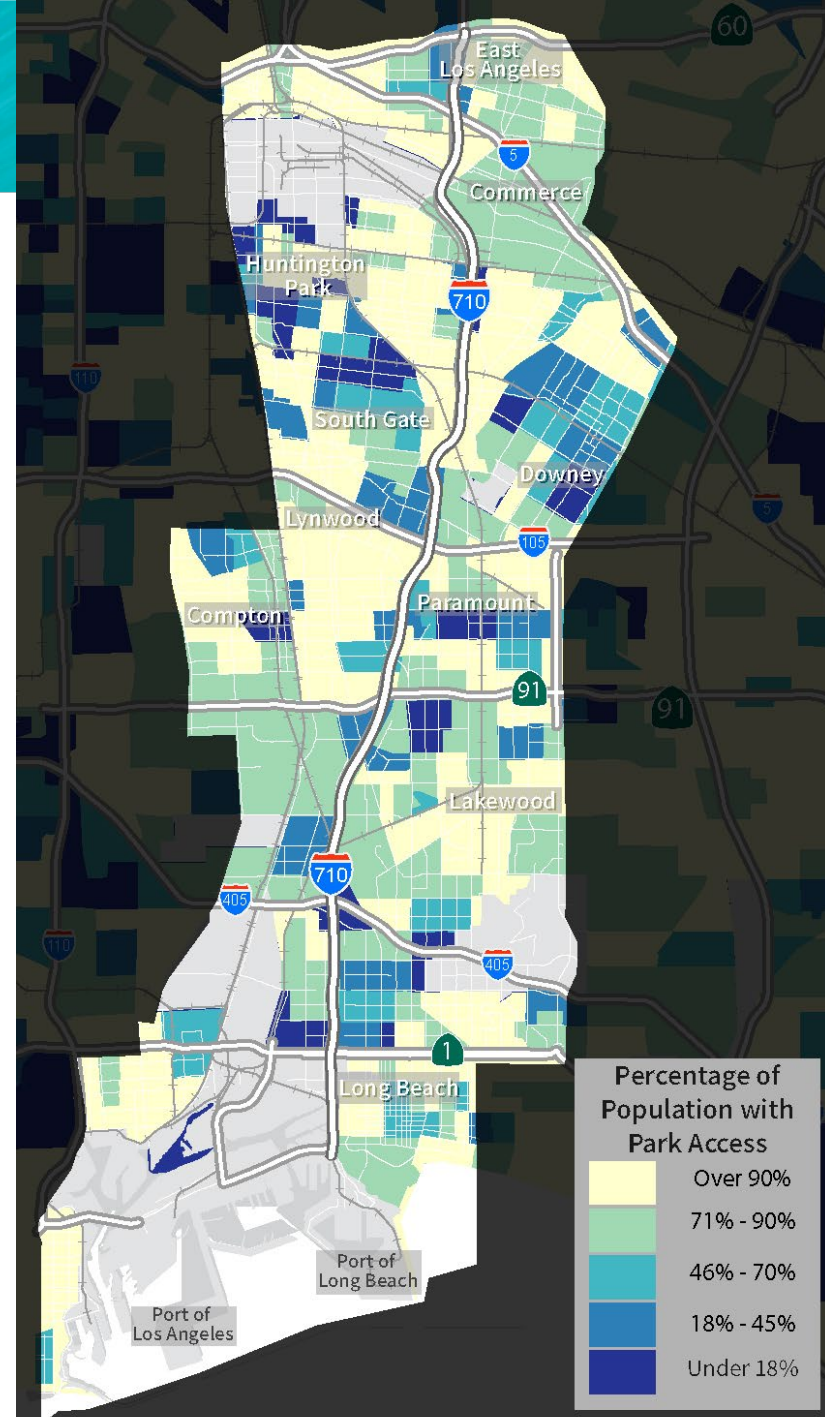 60
East
Los Angeles
5
Commerce
Huntington
Park
710
110
South Gate
Downey
5
Lynwood
105
Compton
Paramount
91
91
Lakewood
710
405
110
405
1
Long Beach
Port of
Long Beach
Port of
Los Angeles
Percentage of
Population with
Park Access
Over 90%
71% - 90%
46% - 70%
18% - 45%
Under 18%